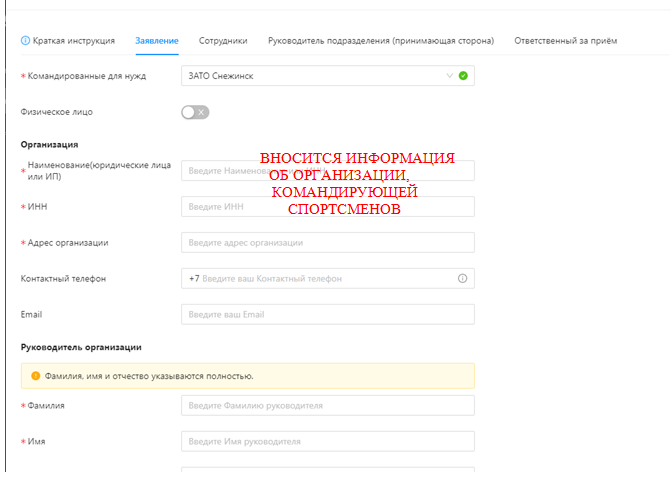 Краткая инструкция Заявление Сотрудники Руководитель подразделения (принимающая сторона) Ответственный за приём
* Командированные для нужд ЗАТО Снежинск
Физическое лицо
Организация
* Наименование(юридические лица или ИП) Введите
ВНОСИТСЯ ИНФОРМАЦИЯ
ОБ ОРГАНИЗАЦИИ,
КОМАНДИРУЮЩЕЙ
СПОРТСМЕНОВ
* ИНН Введите ИНН
* Адрес организации Введите адрес организации
Контактный телефон +7 Введите ваш Контактный телефон
Email Введите ваш Email
Руководитель организации
Фамилия, имя и отчество указываются полностью.
* Фамилия Введите Фамилию руководителя
* Имя Введите Имя руководителя